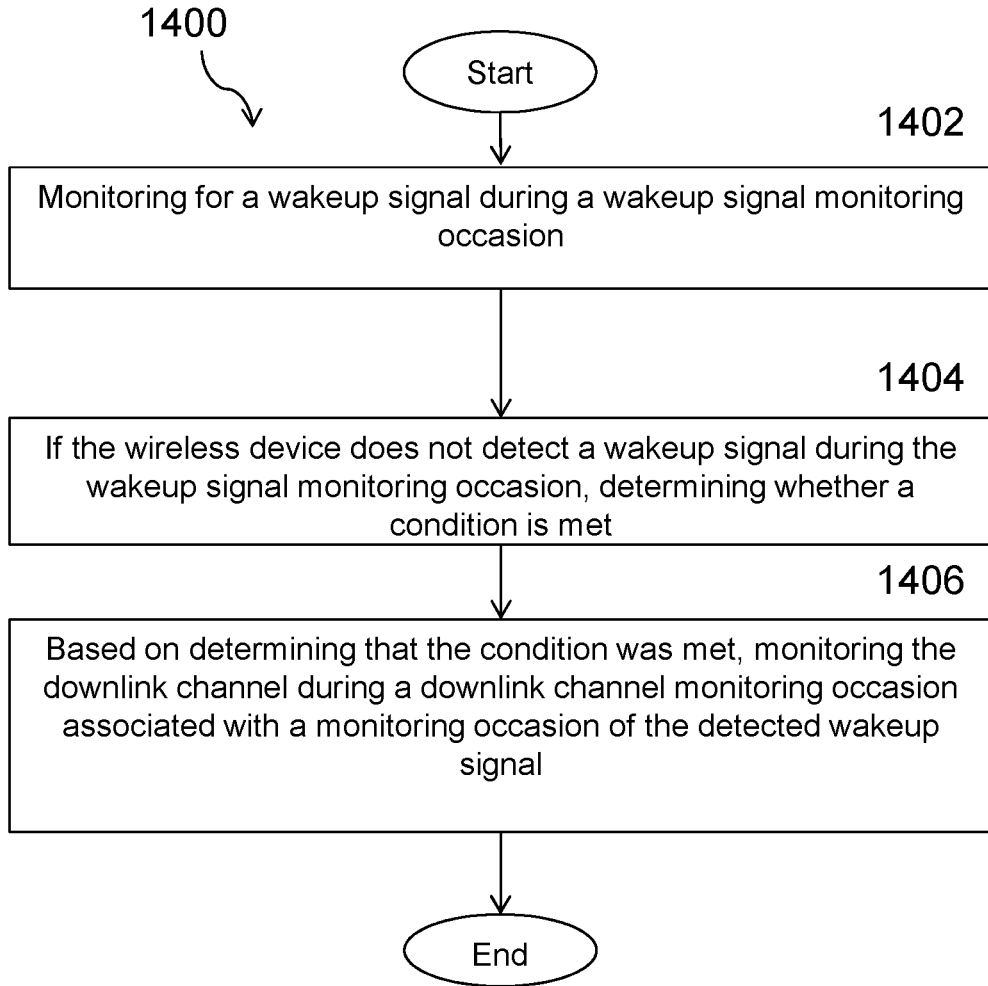 1400
Start
1402
Monitoring for a wakeup signal during a wakeup signal monitoring
occasion
1404
If the wireless device does not detect a wakeup signal during the
wakeup signal monitoring occasion, determining whether a
condition is met
1406
Based on determining that the condition was met, monitoring the
downlink channel during a downlink channel monitoring occasion
associated with a monitoring occasion of the detected wakeup
signal
End